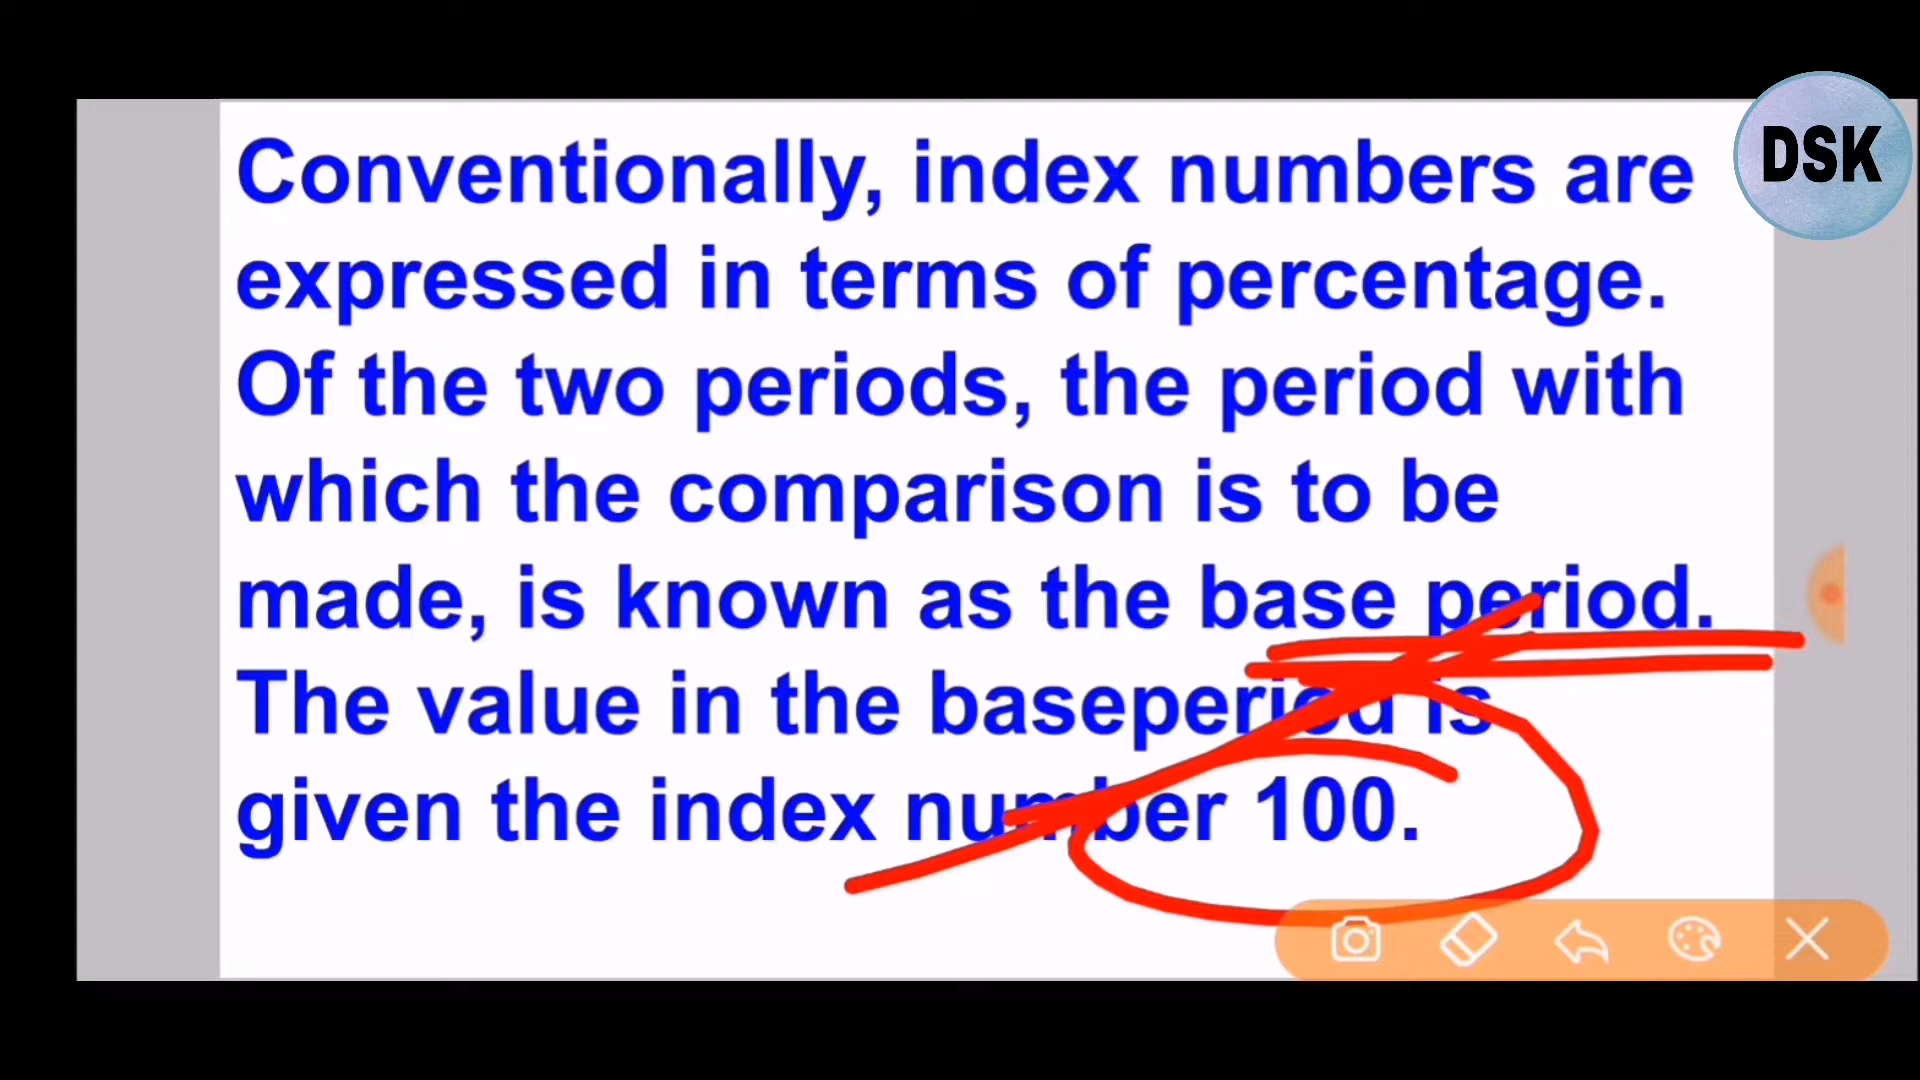 Conventionally, index numbers are
expressed in terms of percentage.
Of the two periods, the period with
which the comparison is to be
made, is known as the base period.
The value in the baseperiod is
given the index number 100.
DSK